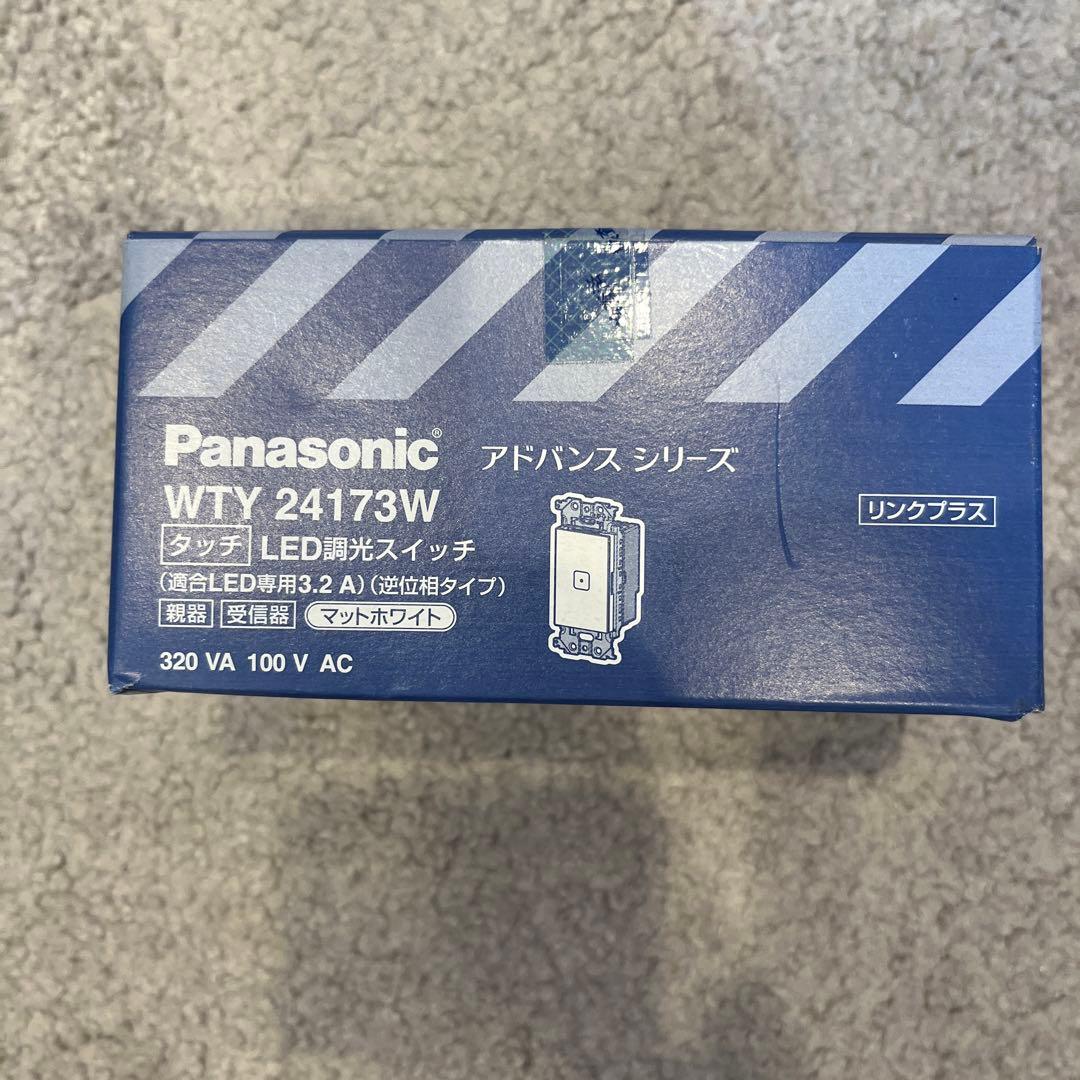 Panasonic® アドバンス シリーズ
WTY 24173W
リンクプラス
タッチ LED調光スイッチ
(適合LED専用3.2 A)(逆位相タイプ)
親器 受信器 マットホワイト
320 VA 100 V AC